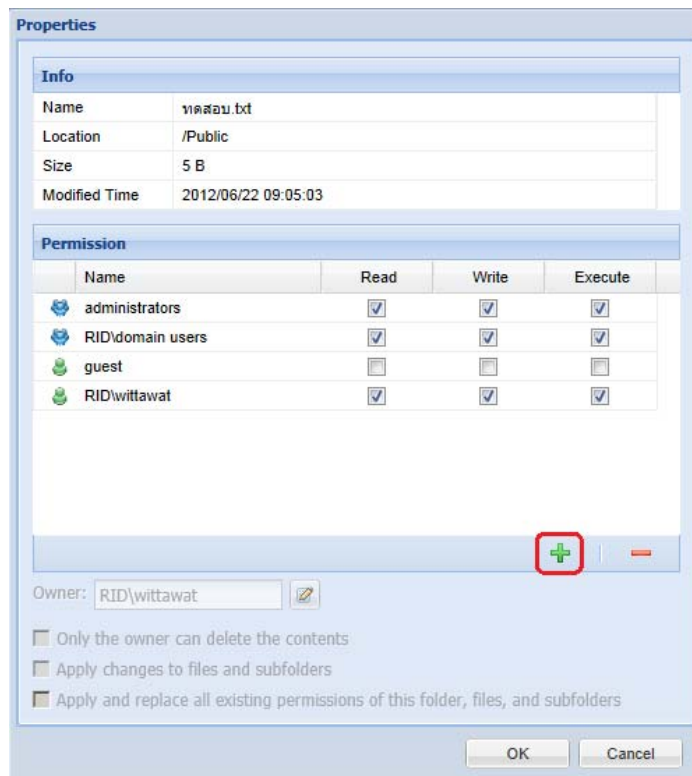 Properties
Info
Name ทดสอบ.txt
Location /Public
Size 5 B
Modified Time 2012/06/22 09:05:03
Permission
Name Read Write Execute
administrators
RID\domain users
guest
RID\wittawat
Owner: RID\wittawat
Only the owner can delete the contents
Apply changes to files and subfolders
Apply and replace all existing permissions of this folder, files, and subfolders
OK Cancel